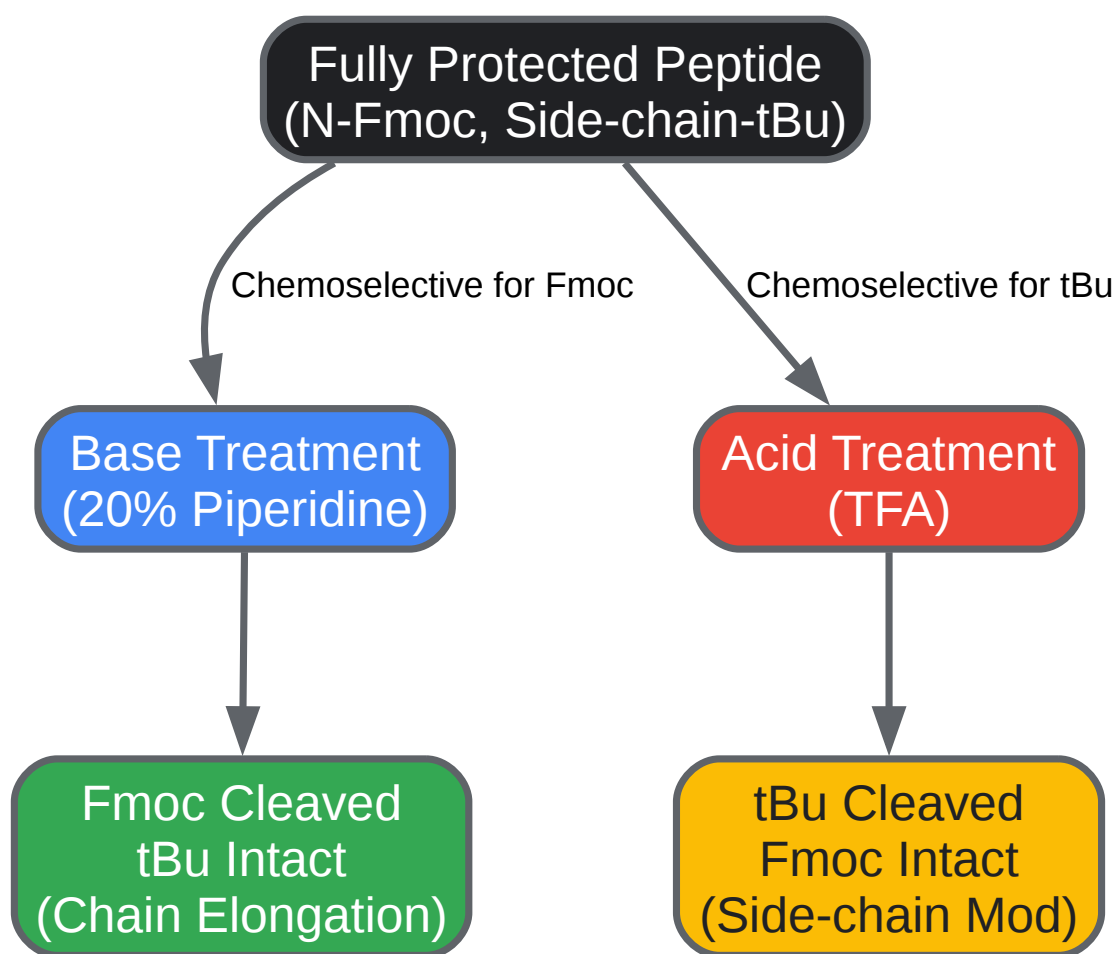 Fully Protected Peptide
(N-Fmoc, Side-chain-tBu)
Chemoselective for Fmoc
Chemoselective for tBu
Base Treatment
(20% Piperidine)
Acid Treatment
(TFA)
Fmoc Cleaved
tBu Intact
(Chain Elongation)
tBu Cleaved
Fmoc Intact
(Side-chain Mod)